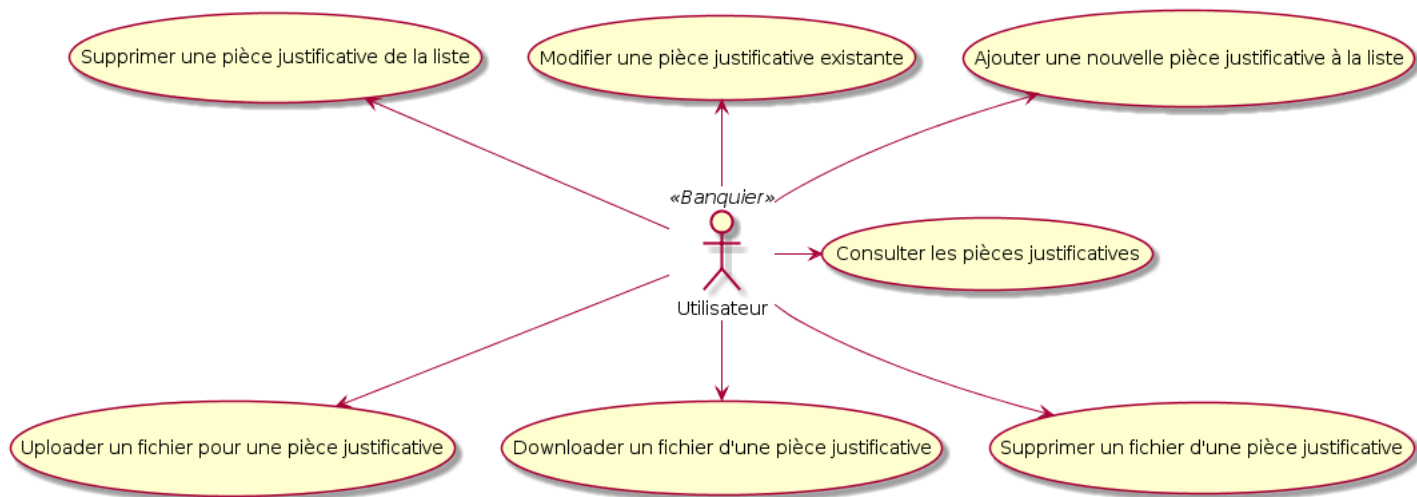 Supprimer une pièce justificative de la liste
Modifier une pièce justificative existante
Ajouter une nouvelle pièce justificative à la liste
«Banquier»
Consulter les pièces justificatives
Utilisateur
Uploader un fichier pour une pièce justificative
Downloader un fichier d'une pièce justificative
Supprimer un fichier d'une pièce justificative